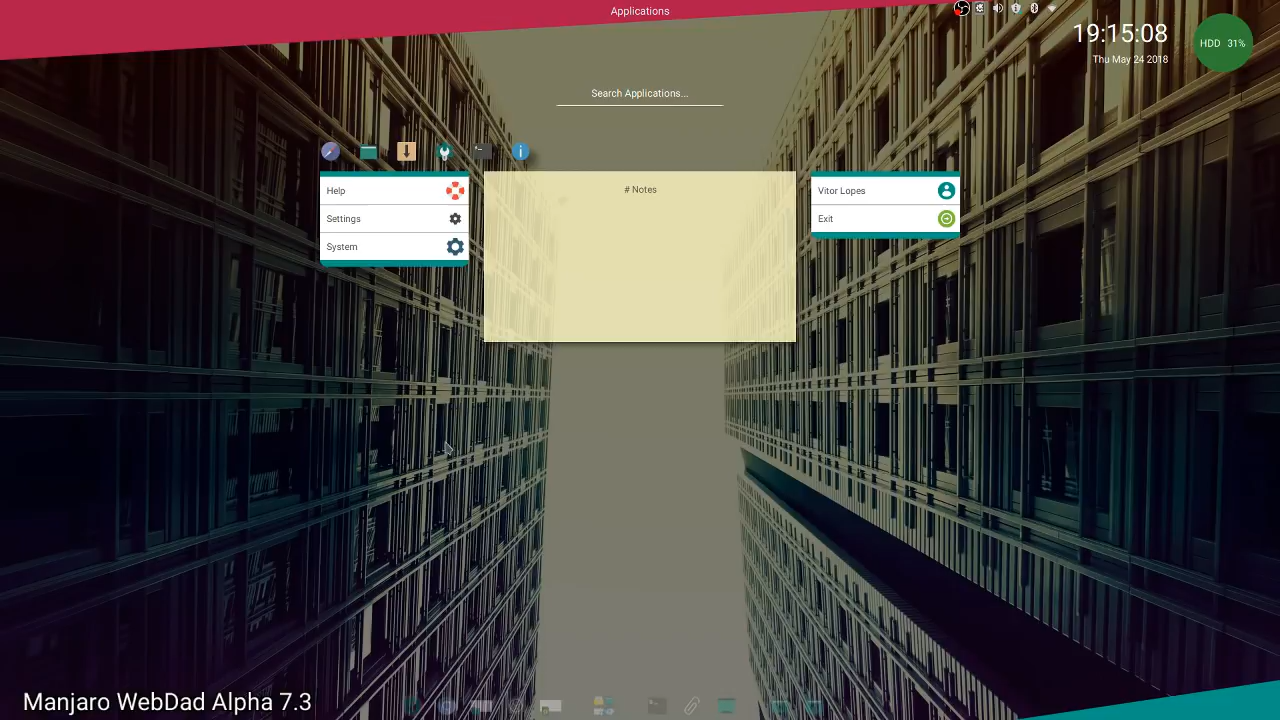 Applications
19:15:08
Thu May 24 2018
HDD 31%
Search Applications...
Help
Settings
System
# Notes
Vitor Lopes
Exit
Manjaro WebDad Alpha 7.3